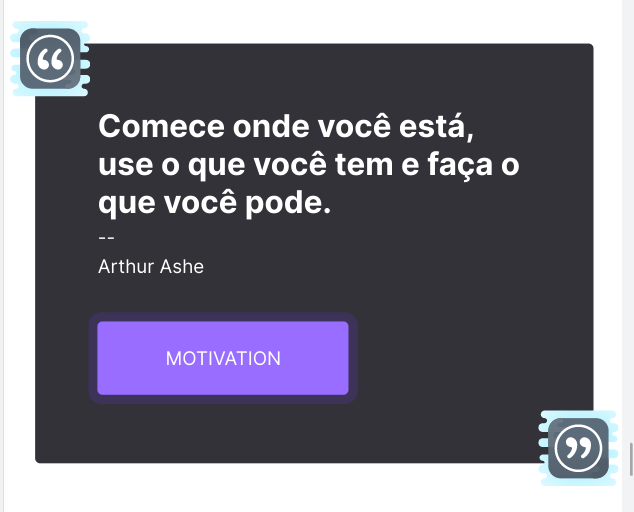 Comece onde você está,
use o que você tem e faça o
que você pode.
--
Arthur Ashe
MOTIVATION